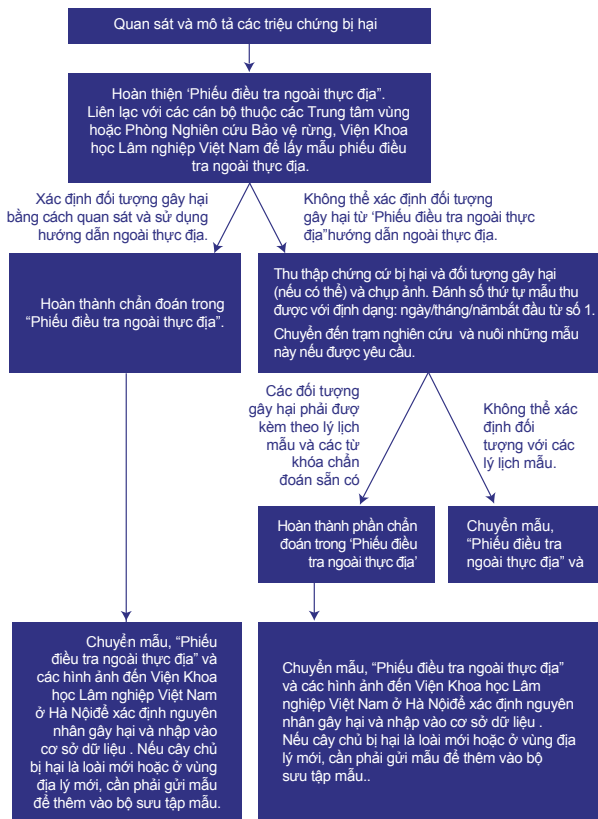 Quan sát và mô tả các triệu chứng bị hại
Hoàn thiện ‘Phiếu điều tra ngoài thực địa”.
Liên lạc với các cán bộ thuộc các Trung tâm vùng
hoặc Phòng Nghiên cứu Bảo vệ rừng, Viện Khoa
học Lâm nghiệp Việt Nam để lấy mẫu phiếu điều
tra ngoài thực địa.
Xác định đối tượng gây hại
bằng cách quan sát và sử dụng
hướng dẫn ngoài thực địa.
Không thể xác định đối tượng
gây hại từ ‘Phiếu điều tra ngoài thực
địa”hướng dẫn ngoài thực địa.
Hoàn thành chẩn đoán trong
“Phiếu điều tra ngoài thực địa”.
Thu thập chứng cứ bị hại và đối tượng gây hại
(nếu có thể) và chụp ảnh. Đánh số thứ tự mẫu thu
được với định dạng: ngày/tháng/nămbắt đầu từ số 1.
Chuyển đến trạm nghiên cứu và nuôi những mẫu
này nếu được yêu cầu.
Các đối tượng
gây hại phải đượ
kèm theo lý lịch
mẫu và các từ
khóa chẩn
đoán sẵn có
Không thể xác
định đối
tượng với các
lý lịch mẫu.
Hoàn thành phần chẩn
đoán trong ‘Phiếu điều
tra ngoài thực địa’
Chuyển mẫu,
“Phiếu điều tra
ngoài thực địa” và
Chuyển mẫu, “Phiếu
điều tra ngoài thực địa” và
các hình ảnh đến Viện Khoa
học Lâm nghiệp Việt Nam
ở Hà Nộiđể xác định nguyên
nhân gây hại và nhập vào
cơ sở dữ liệu . Nếu cây chủ
bị hại là loài mới hoặc ở vùng
địa lý mới, cần phải gửi mẫu
để thêm vào bộ sưu tập mẫu.
Chuyển mẫu, “Phiếu điều tra ngoài thực địa”
và các hình ảnh đến Viện Khoa học Lâm
nghiệp Việt Nam ở Hà Nộiđể xác định nguyên
nhân gây hại và nhập vào cơ sở dữ liệu .
Nếu cây chủ bị hại là loài mới hoặc ở vùng địa
lý mới, cần phải gửi mẫu để thêm vào bộ
sưu tập mẫu..